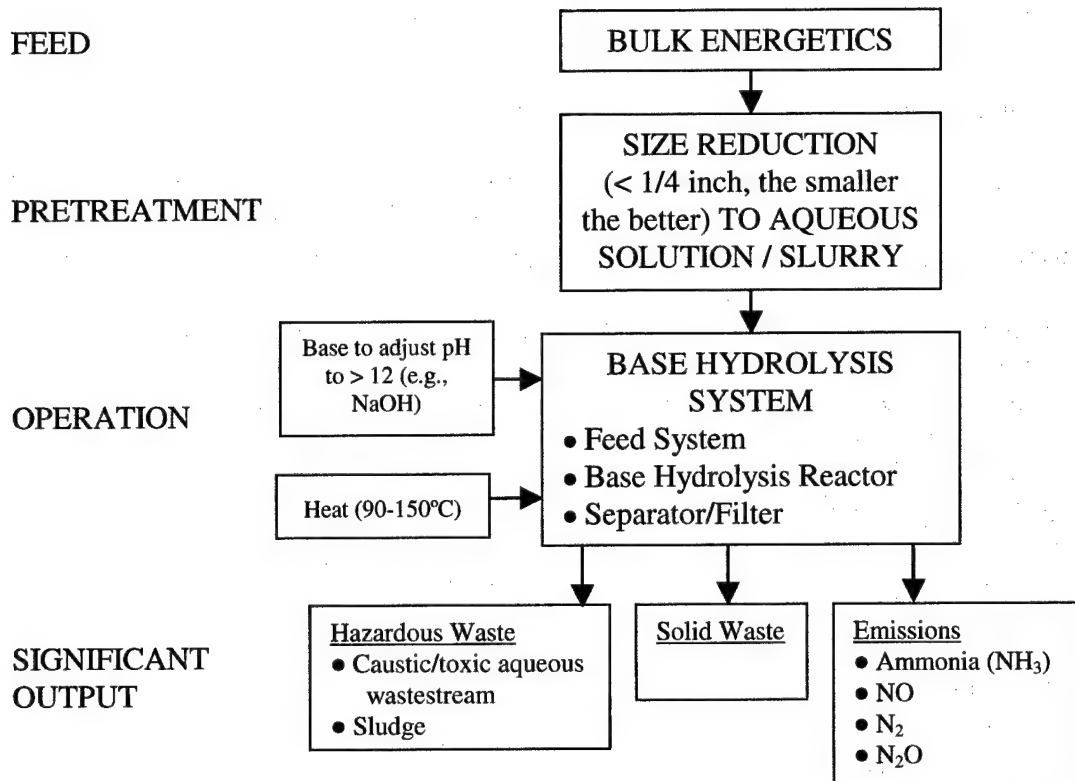 FEED
BULK ENERGETICS
PRETREATMENT
SIZE REDUCTION
(< 1/4 inch, the smaller
the better) TO AQUEOUS
SOLUTION / SLURRY
OPERATION
Base to adjust pH
to > 12 (e.g.,
NaOH)
Heat (90-150ºC)
BASE HYDROLYSIS
SYSTEM
• Feed System
• Base Hydrolysis Reactor
• Separator/Filter
SIGNIFICANT
OUTPUT
Hazardous Waste
• Caustic/toxic aqueous
wastestream
• Sludge
Solid Waste
Emissions
• Ammonia (NH₃)
• NO
• N₂
• N₂O